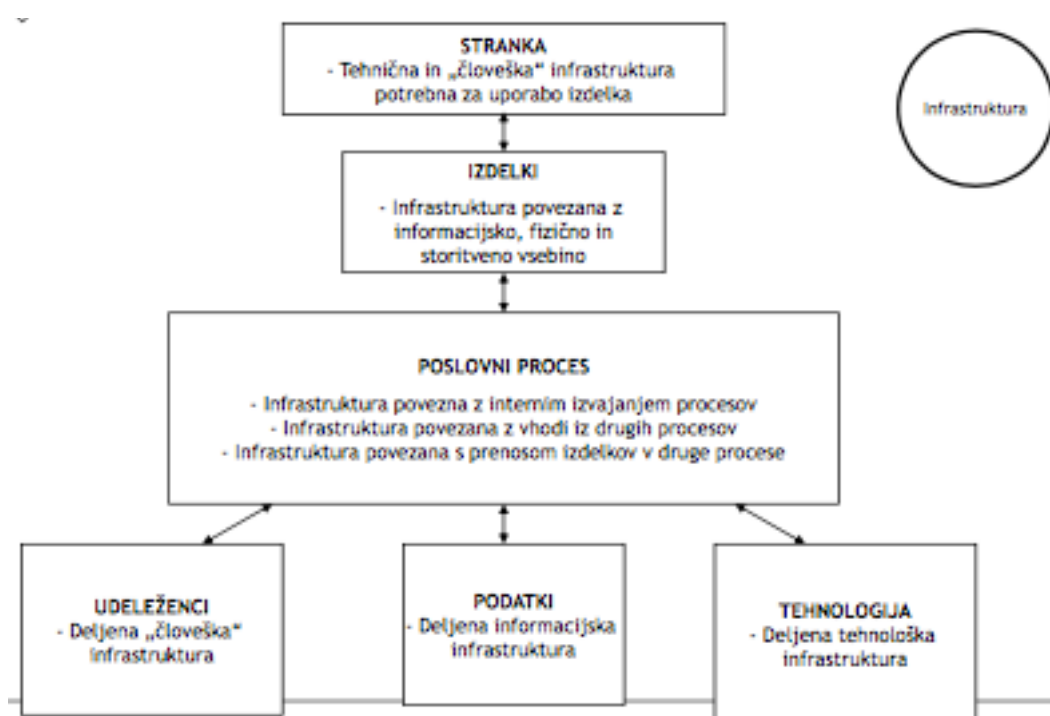 STRANKA
- Tehnična in „človeška“ infrastruktura
potrebna za uporabo izdelka
Infrastruktura
IZDELKI
- Infrastruktura povezana z
informacijsko, fizično in
storitveno vsebino
POSLOVNI PROCES
- Infrastruktura povezna z internim izvajanjem procesov
- Infrastruktura povezana z vhodi iz drugih procesov
- Infrastruktura povezana s prenosom izdelkov v druge procese
UDELEŽENCI
- Deljena „človeška“
infrastruktura
PODATKI
- Deljena informacijska
infrastruktura
TEHNOLOGIJA
- Deljena tehnološka
infrastruktura